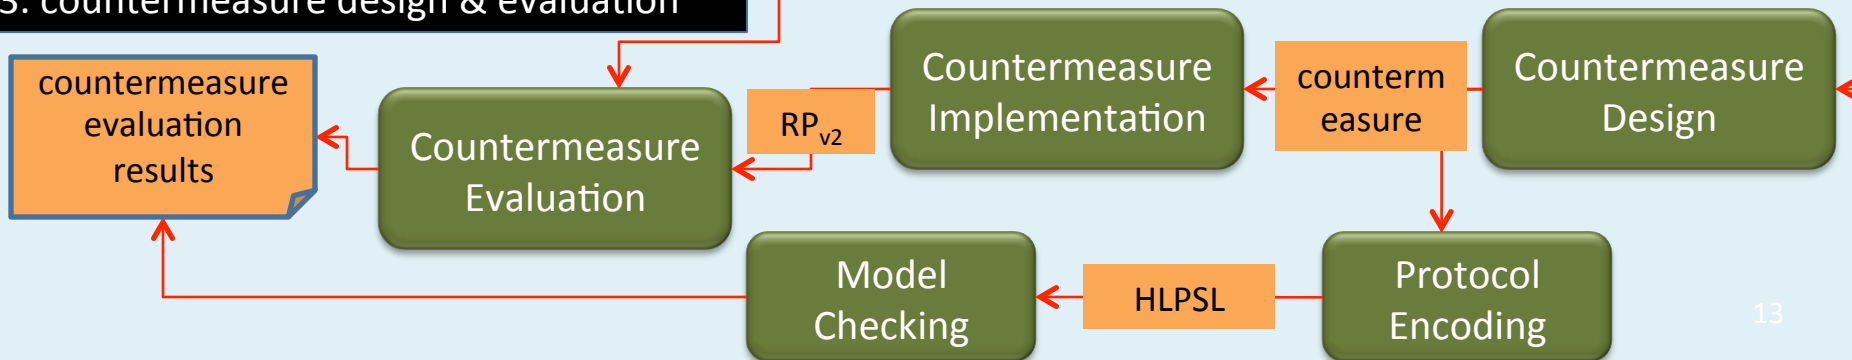 3. countermeasure design & evaluation
countermeasure
evaluation
results
Countermeasure
Evaluation
RPv2
Countermeasure
Implementation
counterm
easure
Countermeasure
Design
Model
Checking
HLPSL
Protocol
Encoding
13